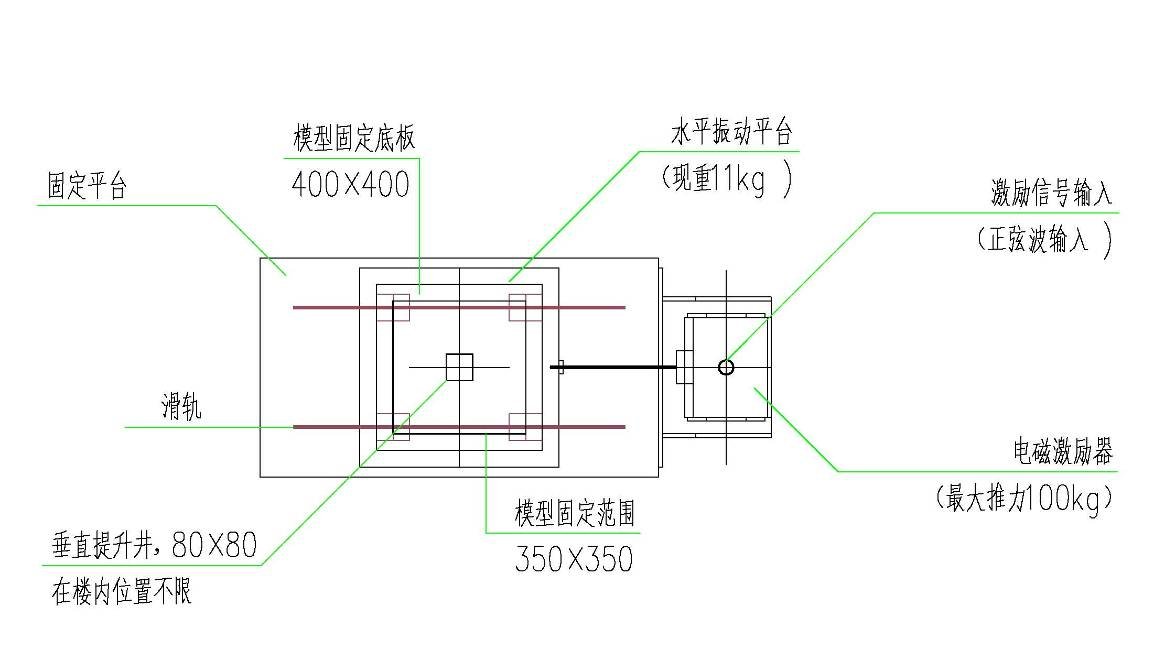 模型固定底板
400X400
水平振动平台
(现重11kg )
固定平台
激励信号输入
(正弦波输入 )
滑轨
电磁激励器
(最大推力100kg)
模型固定范围
350X350
垂直提升井，80X80
在楼内位置不限